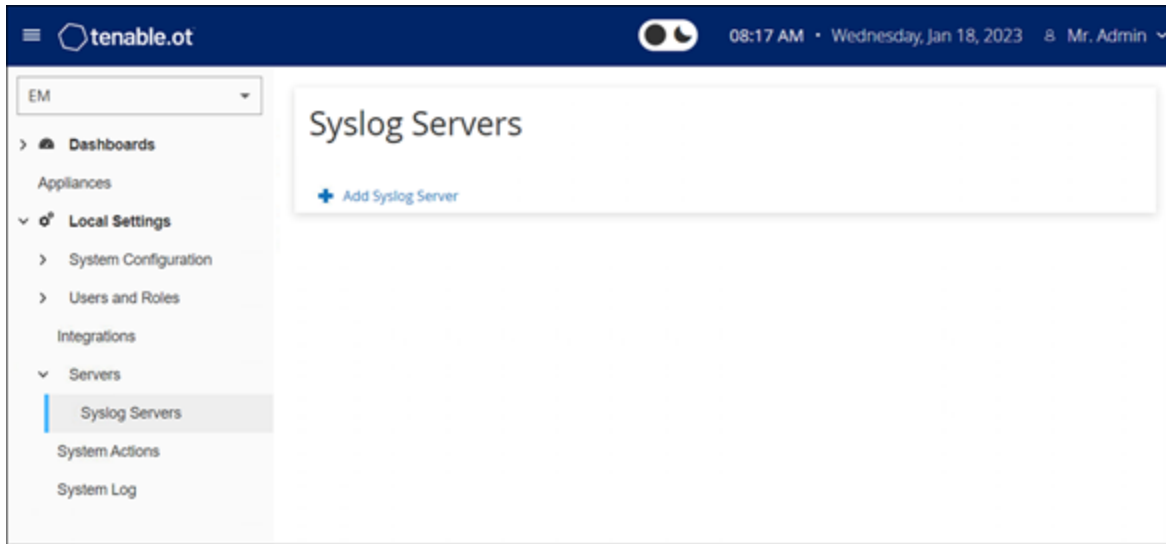 tenable.ot
08:17 AM • Wednesday, Jan 18, 2023 Mr. Admin
EM
Dashboards
Appliances
Local Settings
System Configuration
Users and Roles
Integrations
Servers
Syslog Servers
System Actions
System Log
Syslog Servers
Add Syslog Server